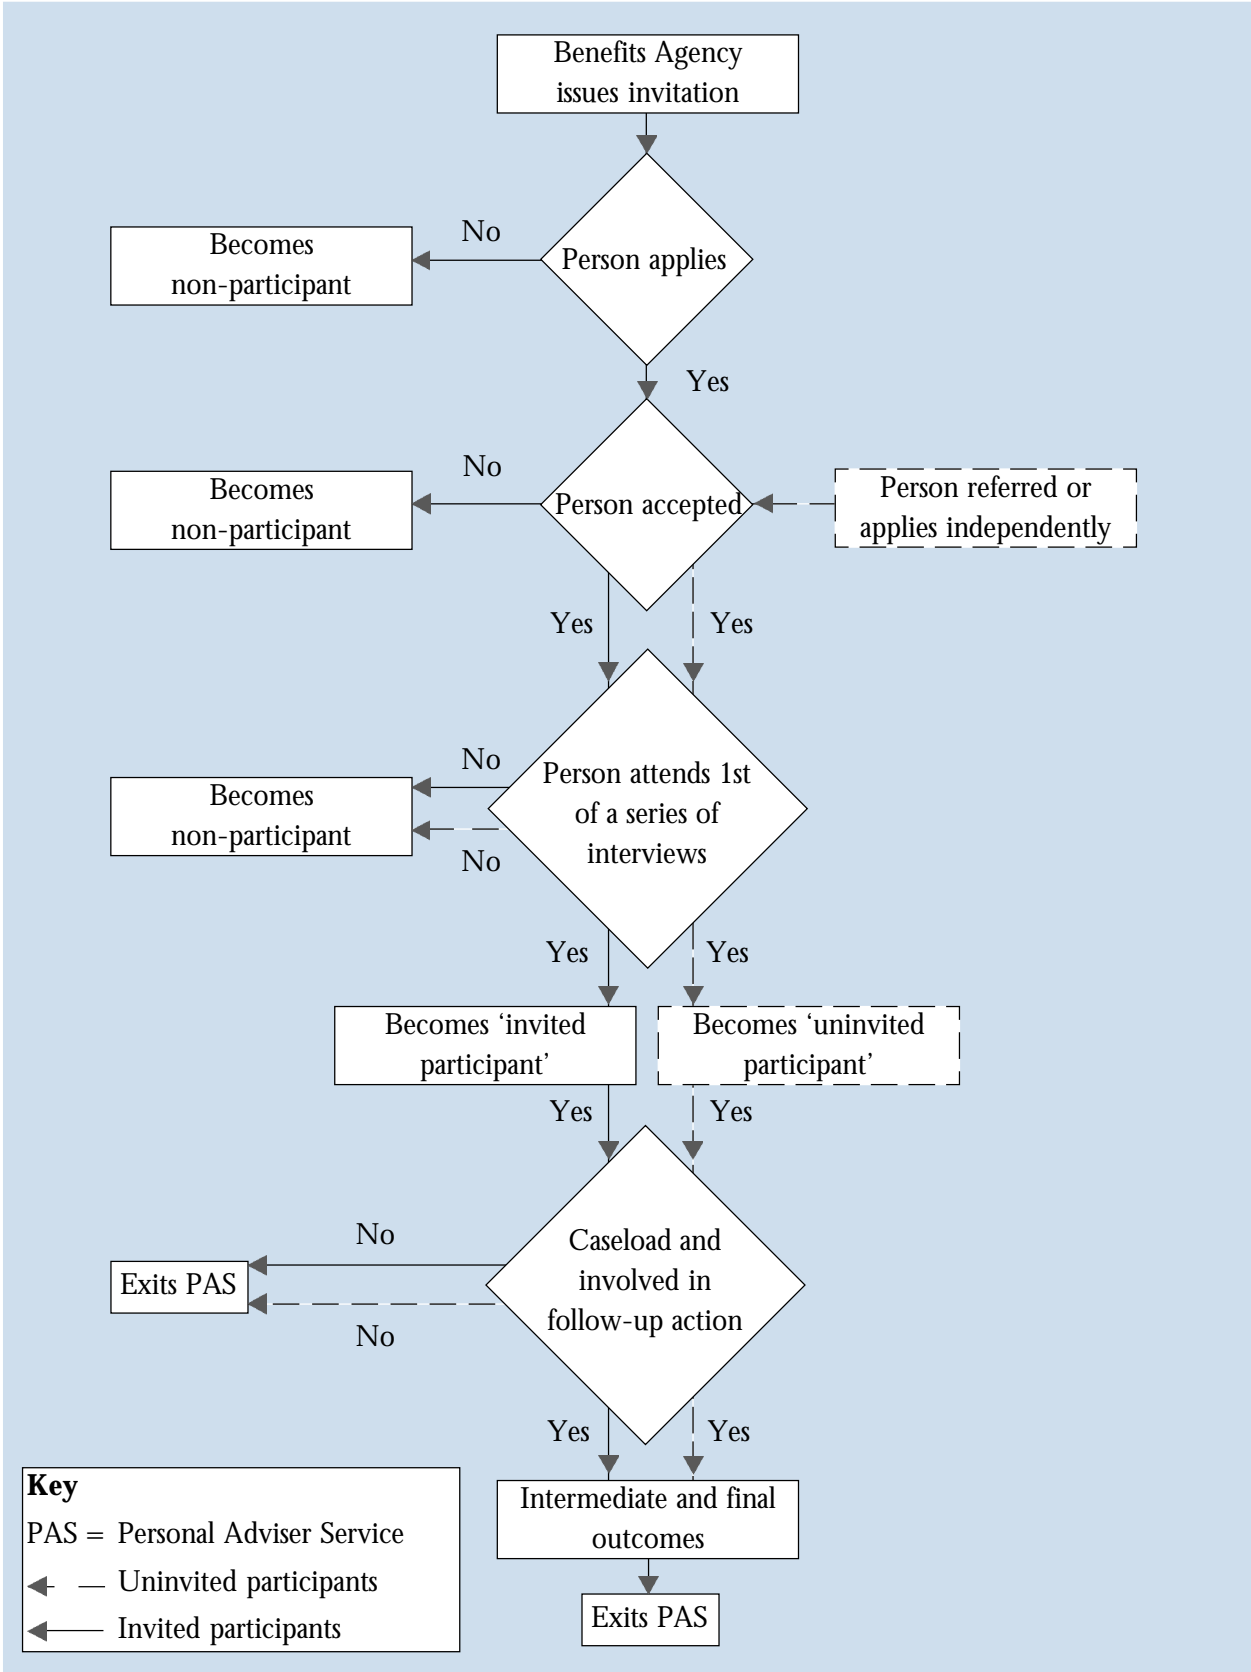 Benefits Agency
issues invitation
Person applies
No
Becomes
non-participant
Yes
Person accepted
No
Becomes
non-participant
Person referred or
applies independently
Yes
Yes
Person attends 1st
of a series of
interviews
No
Becomes
non-participant
No
Yes
Yes
Becomes ‘invited
participant’
Becomes ‘uninvited
participant’
Yes
Yes
Caseload and
involved in
follow-up action
No
Exits PAS
No
Yes
Yes
Intermediate and final
outcomes
Exits PAS
Key
PAS = Personal Adviser Service
Uninvited participants
Invited participants